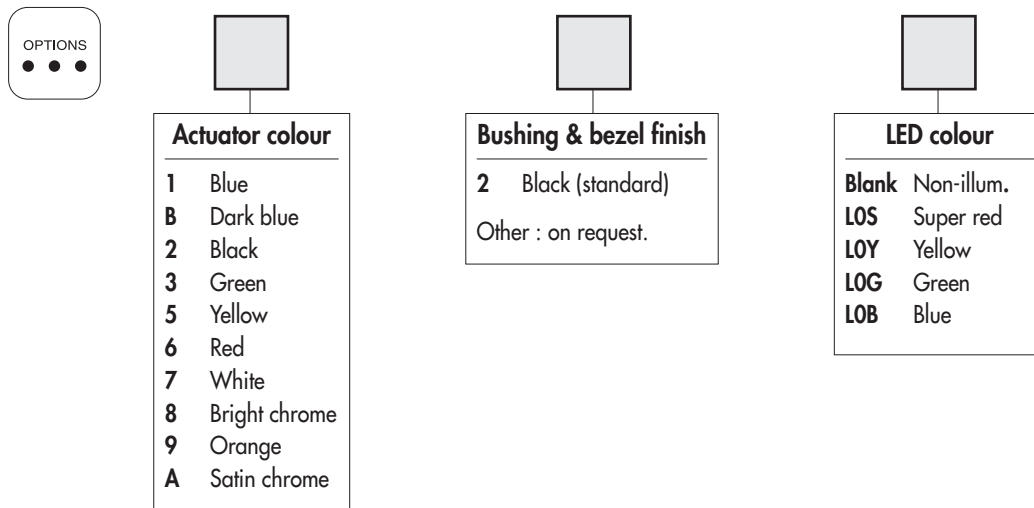 OPTIONS
Actuator colour
1 Blue
B Dark blue
2 Black
3 Green
5 Yellow
6 Red
7 White
8 Bright chrome
9 Orange
A Satin chrome
Bushing & bezel finish
2 Black (standard)
Other : on request.
LED colour
Blank Non-illum.
L0S Super red
L0Y Yellow
L0G Green
L0B Blue